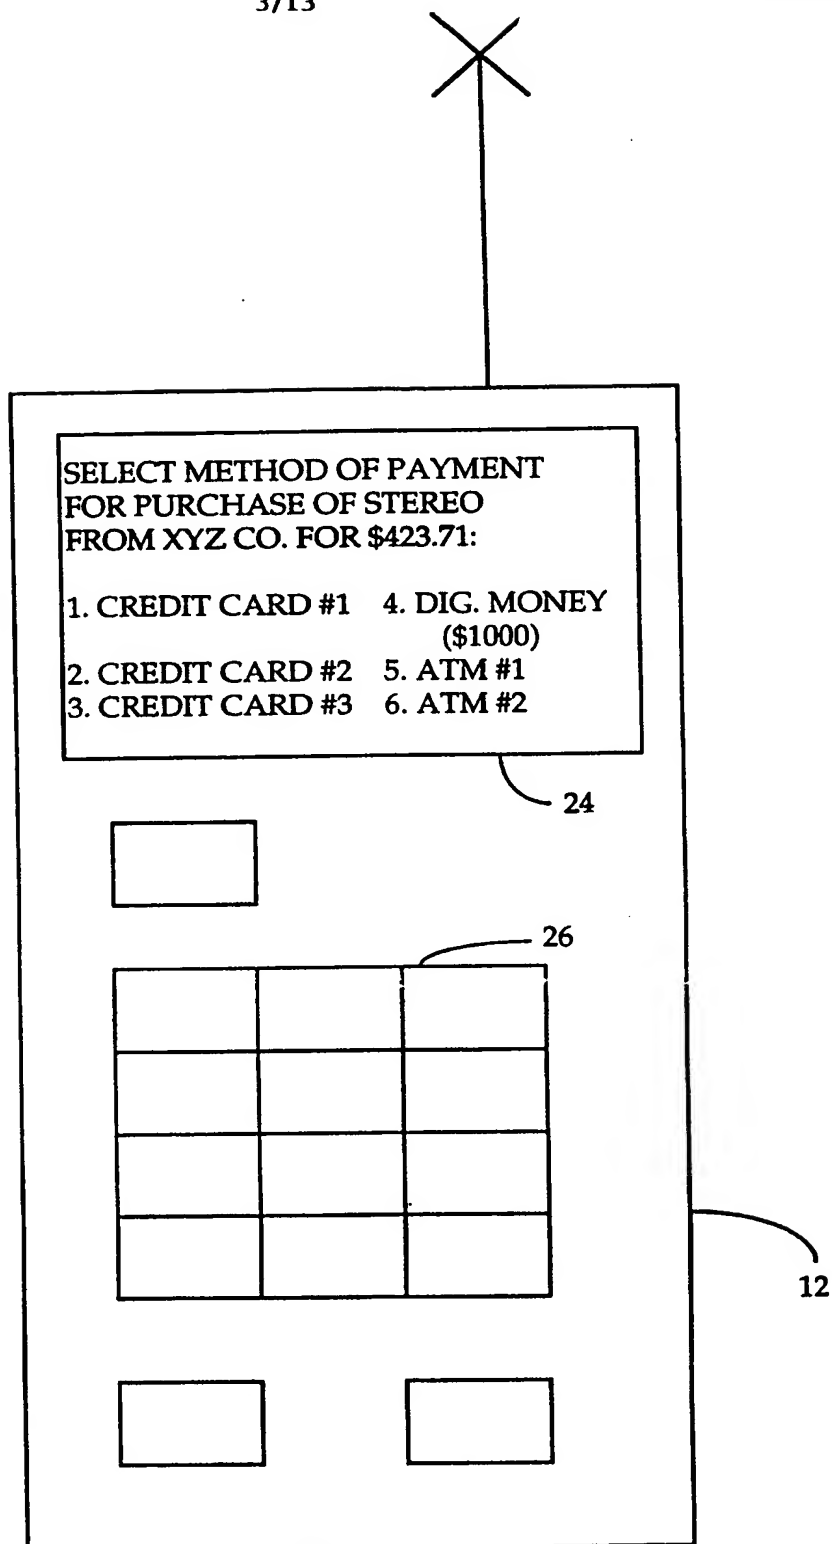 3/13
SELECT METHOD OF PAYMENT
FOR PURCHASE OF STEREO
FROM XYZ CO. FOR $423.71:
1. CREDIT CARD #1 4. DIG. MONEY
($1000)
2. CREDIT CARD #2 5. ATM #1
3. CREDIT CARD #3 6. ATM #2
24
26
12